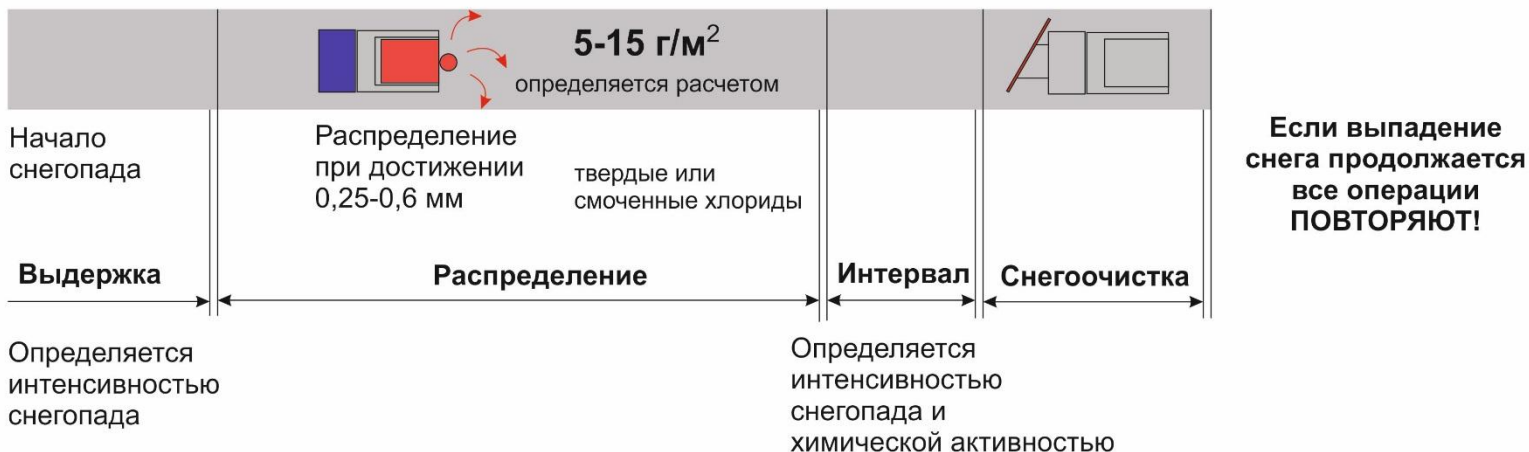 5-15 г/м²
определяется расчетом
Начало
снегопада
Распределение
при достижении
0,25-0,6 мм
твердые или
смоченные хлориды
Если выпадение
снега продолжается
все операции
ПОВТОРЯЮТ!
Выдержка
Распределение
Интервал
Снегоочистка
Определяется
интенсивностью
снегопада
Определяется
интенсивностью
снегопада и
химической активностью